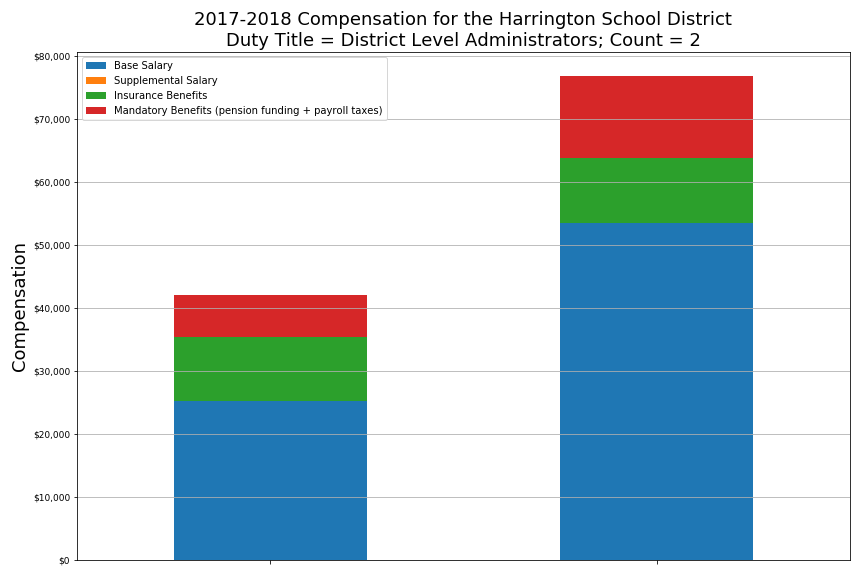 2017-2018 Compensation for the Harrington School District
Duty Title = District Level Administrators; Count = 2
Base Salary
Supplemental Salary
Insurance Benefits
Mandatory Benefits (pension funding + payroll taxes)
Compensation
$80,000
$70,000
$60,000
$50,000
$40,000
$30,000
$20,000
$10,000
$0